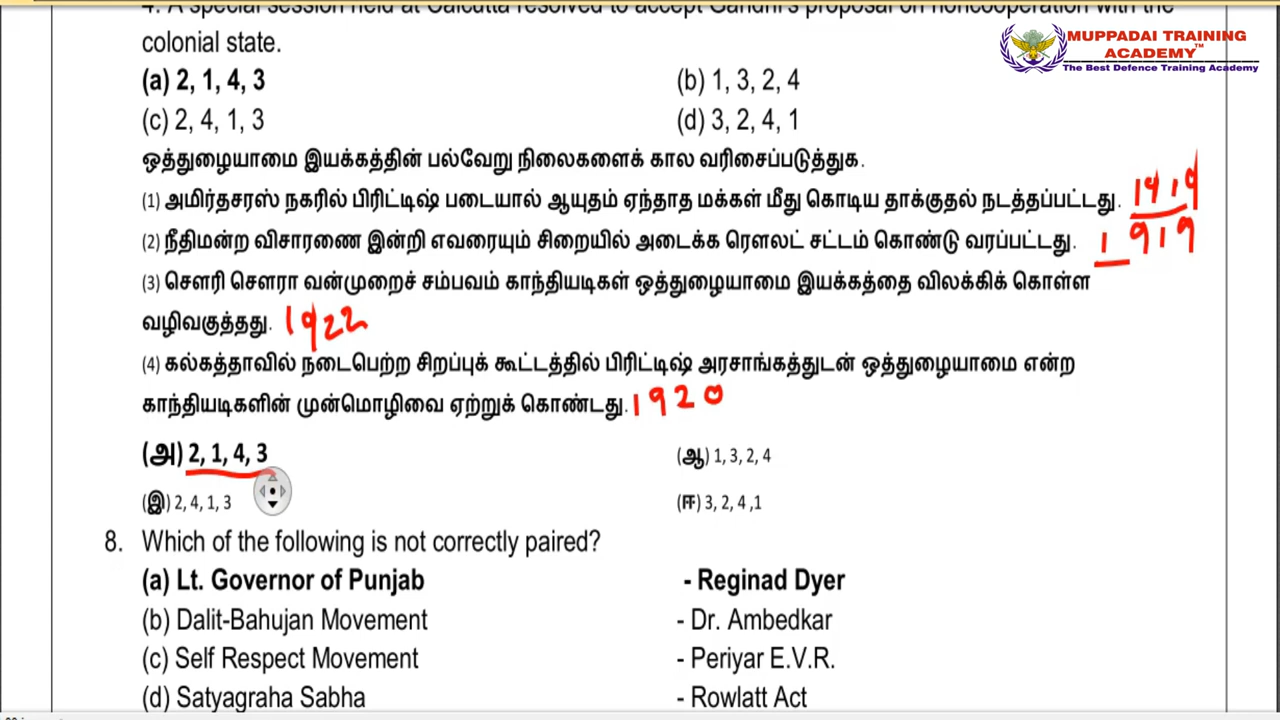 4. A special session held at Calcutta resolved to accept Gandhi's proposal on noncooperation with the
MUPPADAI TRAINING
ACADEMY™
The Best Defence Training Academy
colonial state.
(a) 2, 1, 4, 3 (b) 1, 3, 2, 4
(c) 2, 4, 1, 3 (d) 3, 2, 4, 1
ஒத்துழையாமை இயக்கத்தின் பல்வேறு நிலைகளைக் கால வரிசைப்படுத்துக.
(1) அமிர்தசரஸ் நகரில் பிரிட்டிஷ் படையால் ஆயுதம் ஏந்தாத மக்கள் மீது கொடிய தாக்குதல் நடத்தப்பட்டது. 1919
(2) நீதிமன்ற விசாரணை இன்றி எவரையும் சிறையில் அடைக்க ரௌலட் சட்டம் கொண்டு வரப்பட்டது. 1919
(3) சௌரி சௌரா வன்முறைச் சம்பவம் காந்தியடிகள் ஒத்துழையாமை இயக்கத்தை விலக்கிக் கொள்ள
வழிவகுத்தது. 1922
(4) கல்கத்தாவில் நடைபெற்ற சிறப்புக் கூட்டத்தில் பிரிட்டிஷ் அரசாங்கத்துடன் ஒத்துழையாமை என்ற
காந்தியடிகளின் முன்மொழிவை ஏற்றுக் கொண்டது. 1920
(அ) 2, 1, 4, 3 (ஆ) 1, 3, 2, 4
(இ) 2, 4, 1, 3 (ஈ) 3, 2, 4 ,1
8. Which of the following is not correctly paired?
(a) Lt. Governor of Punjab - Reginad Dyer
(b) Dalit-Bahujan Movement - Dr. Ambedkar
(c) Self Respect Movement - Periyar E.V.R.
(d) Satyagraha Sabha - Rowlatt Act